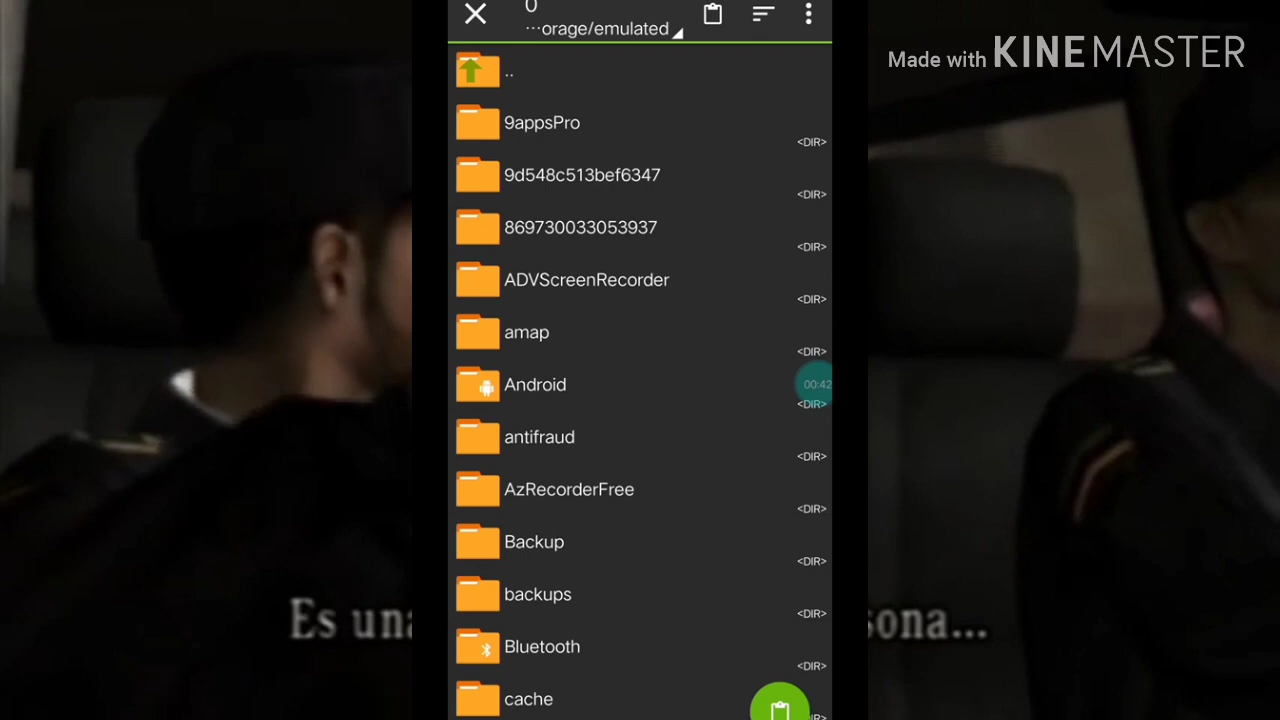 0
···orage/emulated
Made with KINEMASTER
..
9appsPro
<DIR>
9d548c513bef6347
<DIR>
869730033053937
<DIR>
ADVScreenRecorder
<DIR>
amap
<DIR>
Android
00:42
<DIR>
antifraud
<DIR>
AzRecorderFree
<DIR>
Backup
<DIR>
backups
<DIR>
Es una
sona...
Bluetooth
<DIR>
cache